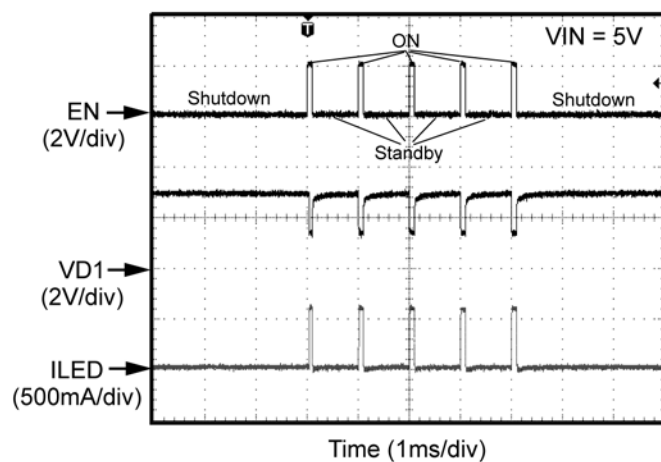 T
ON
VIN = 5V
Shutdown
Shutdown
EN
(2V/div)
Standby
VD1
(2V/div)
ILED
(500mA/div)
Time (1ms/div)